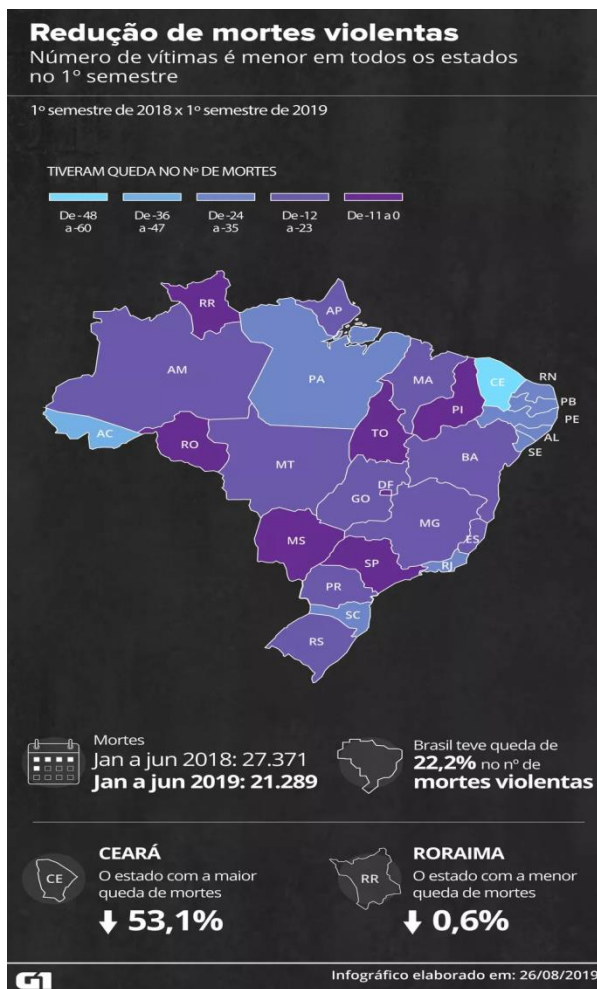 Redução de mortes violentas
Número de vítimas é menor em todos os estados
no 1º semestre
1º semestre de 2018 x 1º semestre de 2019
TIVERAM QUEDA NO Nº DE MORTES
De -48
a -60
De -36
a -47
De -24
a -35
De -12
a -23
De -11 a 0
RR
AP
AM
PA
MA
CE
RN
PB
PE
AL
SE
PI
AC
RO
TO
BA
MT
DF
GO
MG
ES
MS
SP
RJ
PR
SC
RS
Mortes
Jan a jun 2018: 27.371
Jan a jun 2019: 21.289
Brasil teve queda de
22,2% no nº de
mortes violentas
CE
CEARÁ
O estado com a maior
queda de mortes
53,1%
RR
RORAIMA
O estado com a menor
queda de mortes
0,6%
G1
Infográfico elaborado em: 26/08/2019